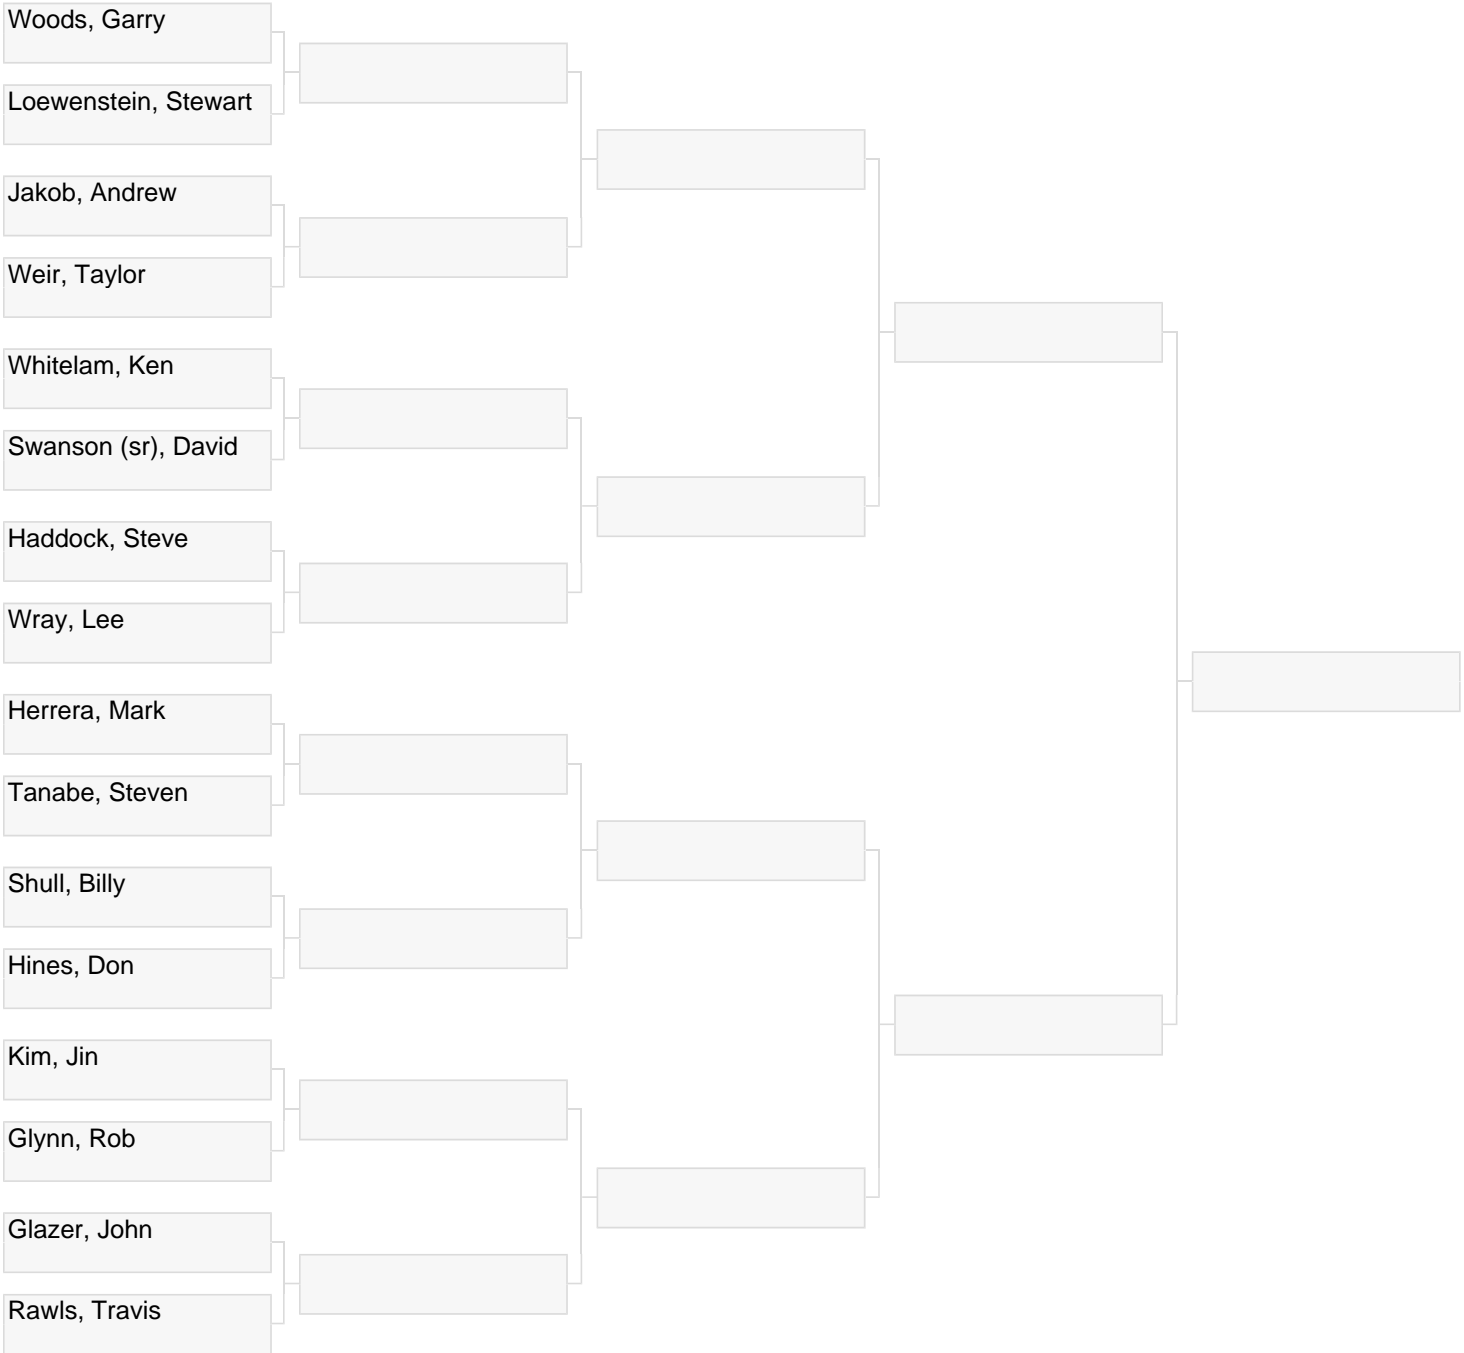 Woods, Garry
Loewenstein, Stewart
Jakob, Andrew
Weir, Taylor
Whitelam, Ken
Swanson (sr), David
Haddock, Steve
Wray, Lee
Herrera, Mark
Tanabe, Steven
Shull, Billy
Hines, Don
Kim, Jin
Glynn, Rob
Glazer, John
Rawls, Travis